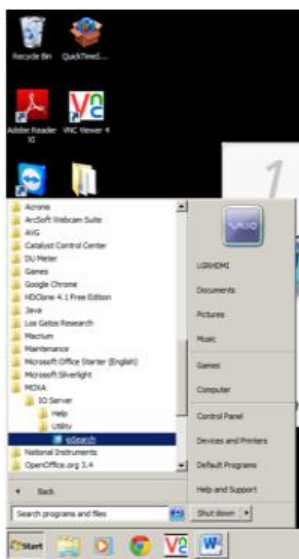 Recycle Bin
QuickTimeI...
Adobe Reader
XI
VNC Viewer 4
1
Acronis
ArcSoft Webcam Suite
AVG
Catalyst Control Center
DU Meter
Games
Google Chrome
HDClone 4.1 Free Edition
Java
Los Gatos Research
Macrium
Maintenance
Microsoft Office Starter (English)
Microsoft Silverlight
MOXA
IO Server
Help
Utility
ioSearch
National Instruments
OpenOffice.org 3.4
Back
Search programs and files
VAIO
LGRHDMI
Documents
Pictures
Music
Games
Computer
Control Panel
Devices and Printers
Default Programs
Help and Support
Shut down
Start